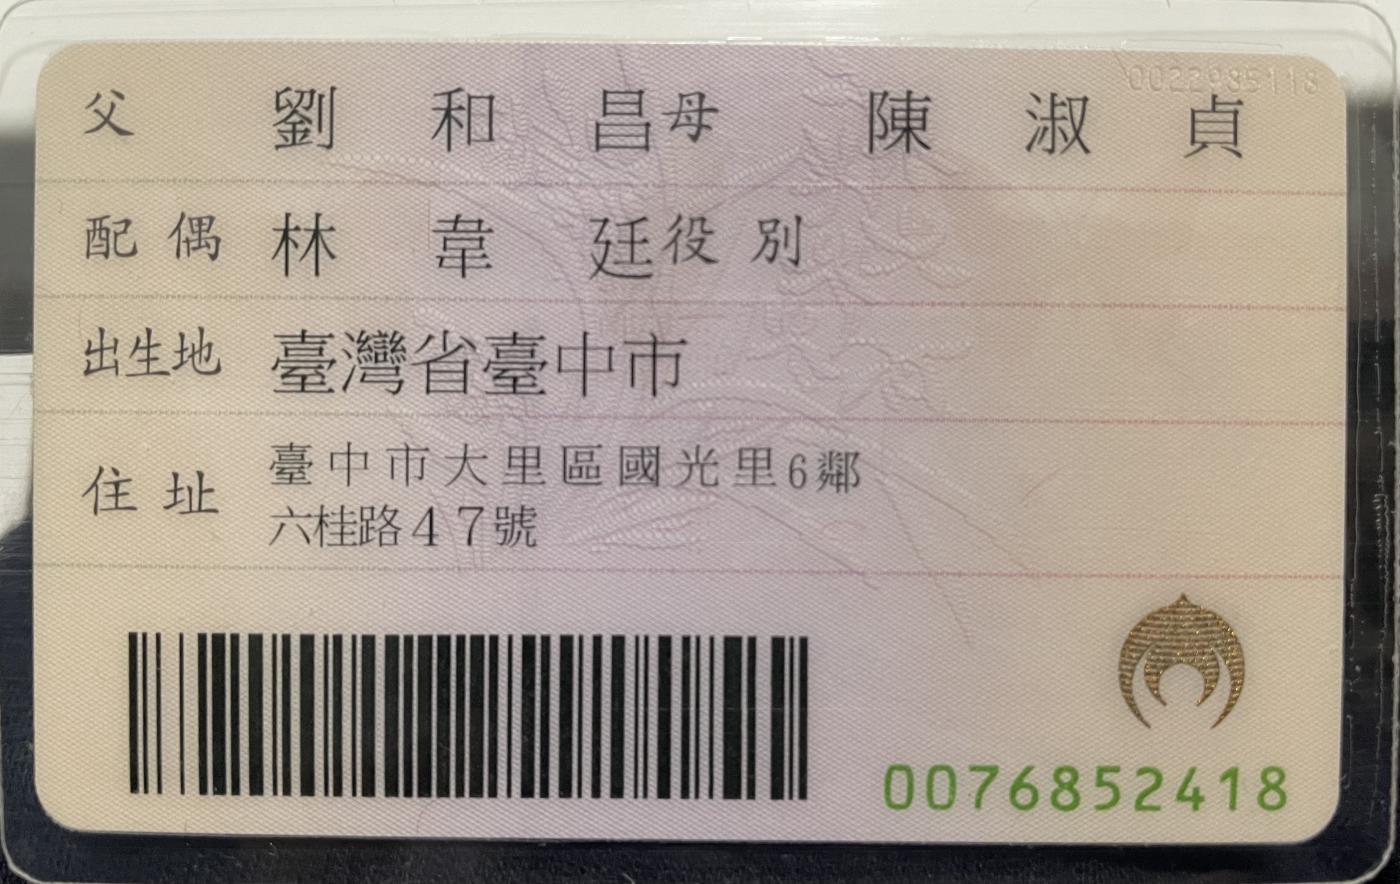 0022985118
父 劉和昌 母 陳淑貞
配偶 林韋廷 役別
出生地 臺灣省臺中市
住址 臺中市大里區國光里6鄰
六桂路47號
0076852418